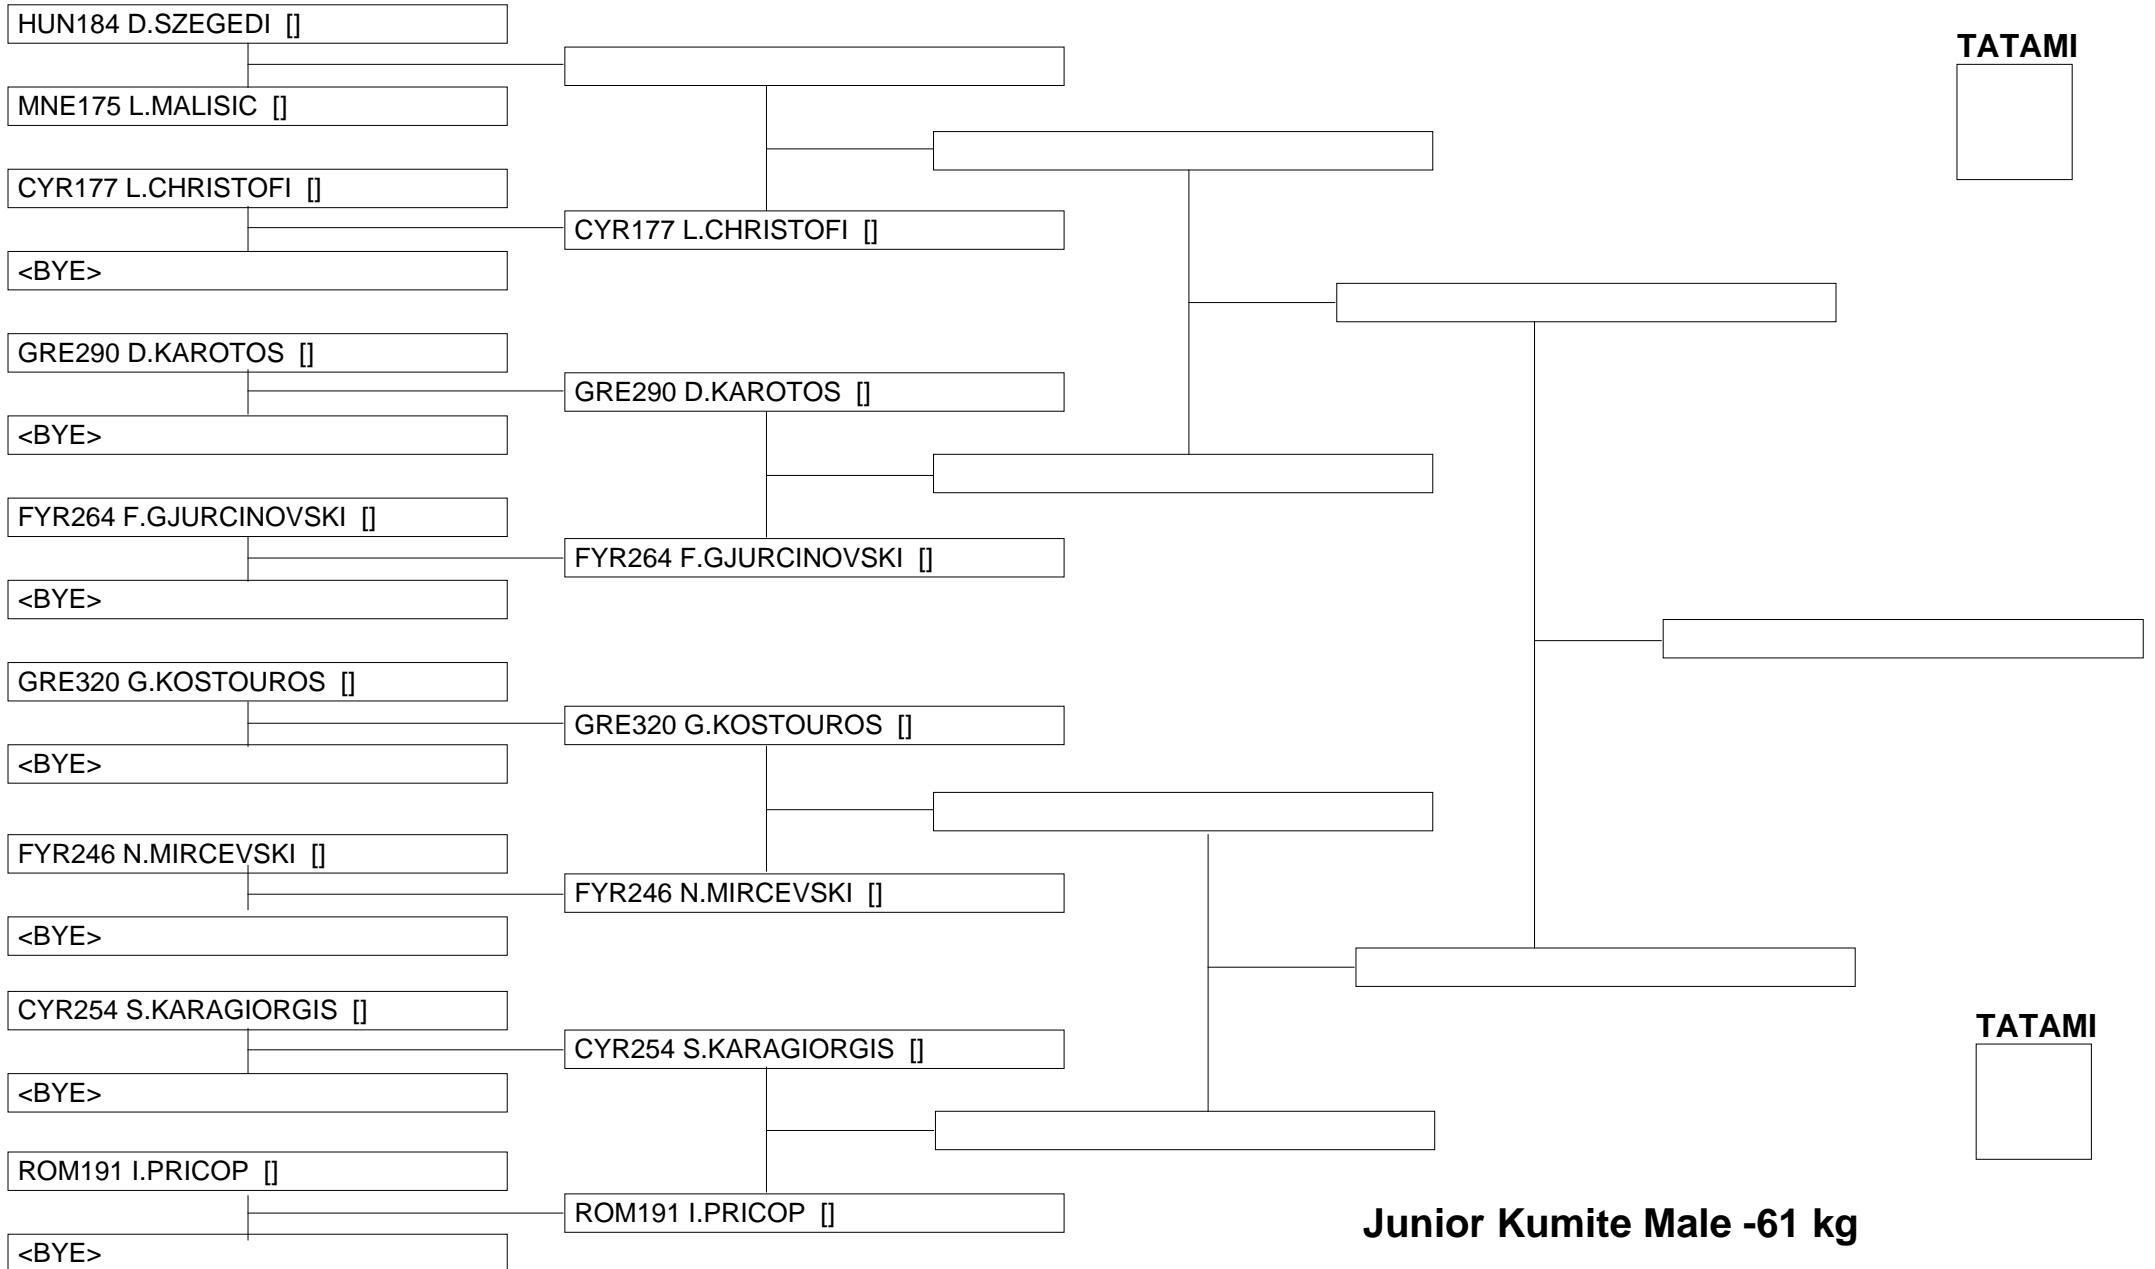 HUN184 D.SZEGEDI []
MNE175 L.MALISIC []
CYR177 L.CHRISTOFI []
<BYE>
GRE290 D.KAROTOS []
<BYE>
FYR264 F.GJURCINOVSKI []
<BYE>
GRE320 G.KOSTOUROS []
<BYE>
FYR246 N.MIRCEVSKI []
<BYE>
CYR254 S.KARAGIORGIS []
<BYE>
ROM191 I.PRICOP []
<BYE>
CYR177 L.CHRISTOFI []
GRE290 D.KAROTOS []
FYR264 F.GJURCINOVSKI []
GRE320 G.KOSTOUROS []
FYR246 N.MIRCEVSKI []
CYR254 S.KARAGIORGIS []
ROM191 I.PRICOP []
TATAMI
TATAMI
Junior Kumite Male -61 kg